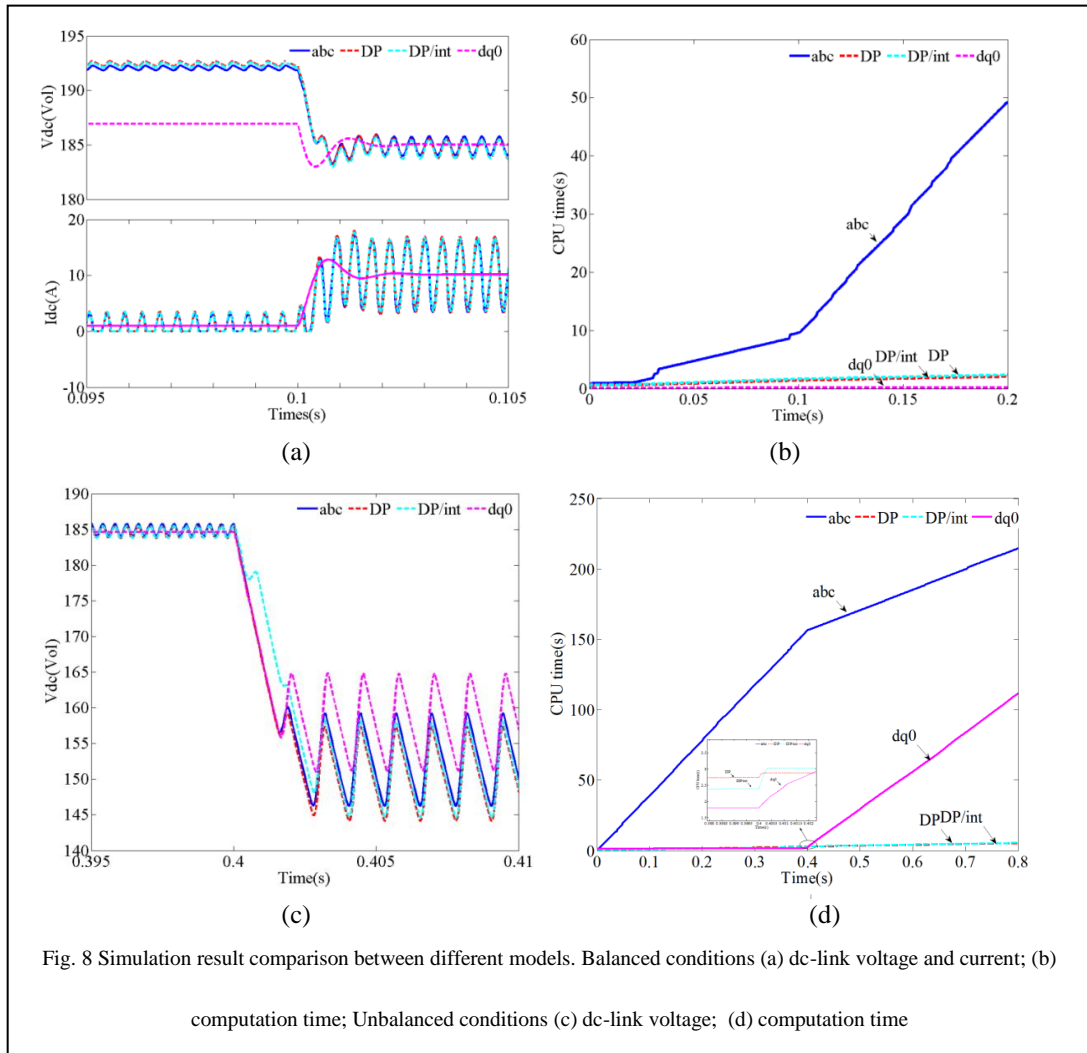 195
190
185
180
Vdc(Vol)
abc DP DP/int dq0
20
10
0
-10
Idc(A)
0.095 0.1 0.105
Times(s)
(a)
60
50
40
30
20
10
0
CPU time(s)
abc DP DP/int dq0
abc
dq0 DP/int DP
0 0.05 0.1 0.15 0.2
Time(s)
(b)
190
185
180
175
170
165
160
155
150
145
140
Vdc(Vol)
abc DP DP/int dq0
0.395 0.4 0.405 0.41
Time(s)
(c)
250
200
150
100
50
0
CPU time(s)
abc DP DP/int dq0
abc
dq0
DP DP/int
0 0.1 0.2 0.3 0.4 0.5 0.6 0.7 0.8
Time(s)
(d)
Fig. 8 Simulation result comparison between different models. Balanced conditions (a) dc-link voltage and current; (b)
computation time; Unbalanced conditions (c) dc-link voltage; (d) computation time